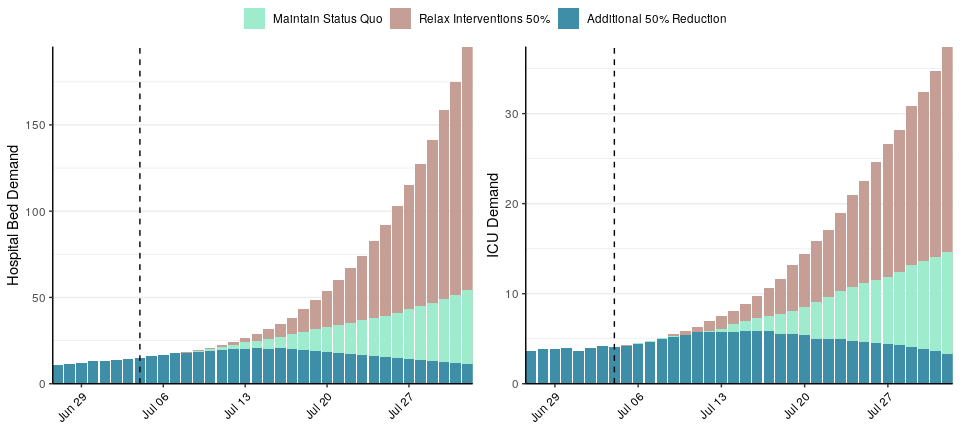 Maintain Status Quo Relax Interventions 50% Additional 50% Reduction
Hospital Bed Demand
150
100
50
0
Jun 29 Jul 06 Jul 13 Jul 20 Jul 27
ICU Demand
30
20
10
0
Jun 29 Jul 06 Jul 13 Jul 20 Jul 27